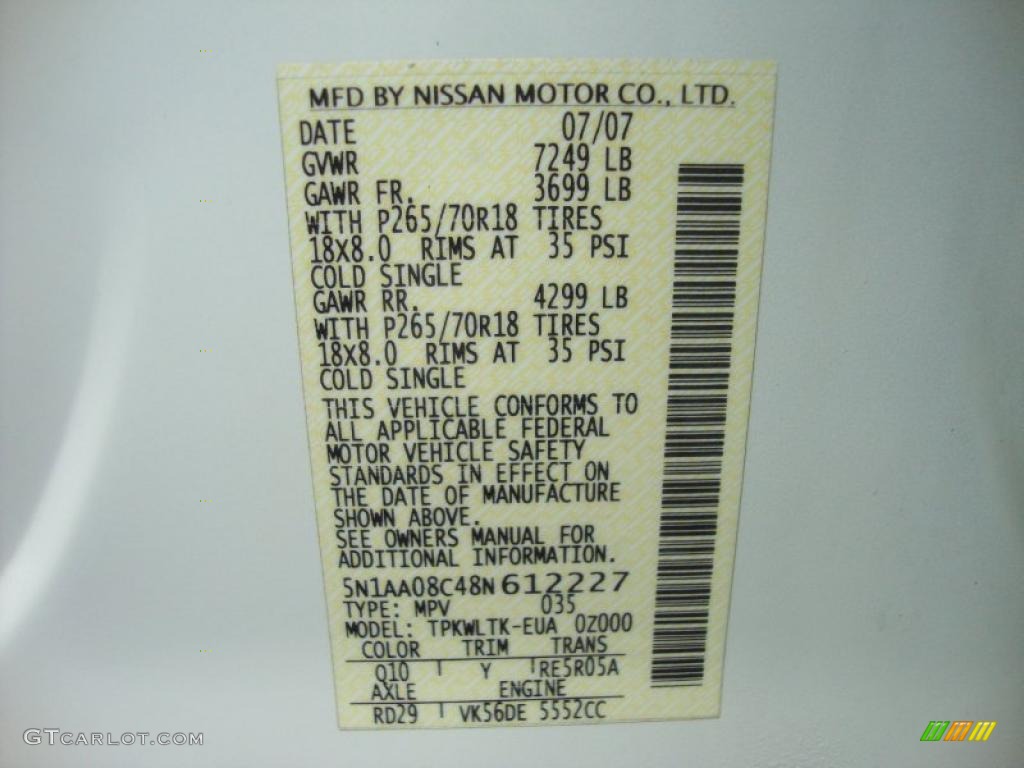 MFD BY NISSAN MOTOR CO., LTD.
DATE 07/07
GVWR 7249 LB
GAWR FR. 3699 LB
WITH P265/70R18 TIRES
18X8.0 RIMS AT 35 PSI
COLD SINGLE
GAWR RR. 4299 LB
WITH P265/70R18 TIRES
18X8.0 RIMS AT 35 PSI
COLD SINGLE
THIS VEHICLE CONFORMS TO
ALL APPLICABLE FEDERAL
MOTOR VEHICLE SAFETY
STANDARDS IN EFFECT ON
THE DATE OF MANUFACTURE
SHOWN ABOVE.
SEE OWNERS MANUAL FOR
ADDITIONAL INFORMATION.
5N1AA08C48N612227
TYPE: MPV 035
MODEL: TPKWLTK-EUA 0Z000
COLOR TRIM TRANS
Q10 Y RE5R05A
AXLE ENGINE
RD29 VK56DE 5552CC
GTCARLOT.COM